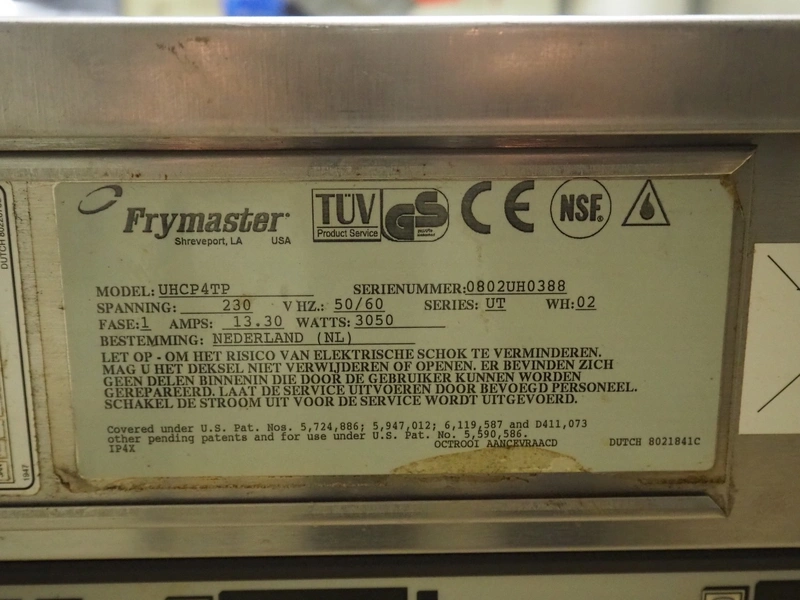 Frymaster
Shreveport, LA USA
TÜV
Product Service
GS
CE
NSF®
MODEL: UHCP4TP SERIENUMMER: 0802UH0388
SPANNING: 230 V HZ.: 50/60 SERIES: UT WH: 02
FASE: 1 AMPS: 13.30 WATTS: 3050
BESTEMMING: NEDERLAND (NL)
LET OP - OM HET RISICO VAN ELEKTRISCHE SCHOK TE VERMINDEREN.
MAG U HET DEKSEL NIET VERWIJDEREN OF OPENEN. ER BEVINDEN ZICH
GEEN DELEN BINNENIN DIE DOOR DE GEBRUIKER KUNNEN WORDEN
GEREPAREERD. LAAT DE SERVICE UITVOEREN DOOR BEVOEGD PERSONEEL.
SCHAKEL DE STROOM UIT VOOR DE SERVICE WORDT UITGEVOERD.
Covered under U.S. Pat. Nos. 5,724,886; 5,947,012; 6,119,587 and D411,073
other pending patents and for use under U.S. Pat. No. 5,590,586.
IP4X OCTROOI AANGEVRAACD DUTCH 8021841C
1947